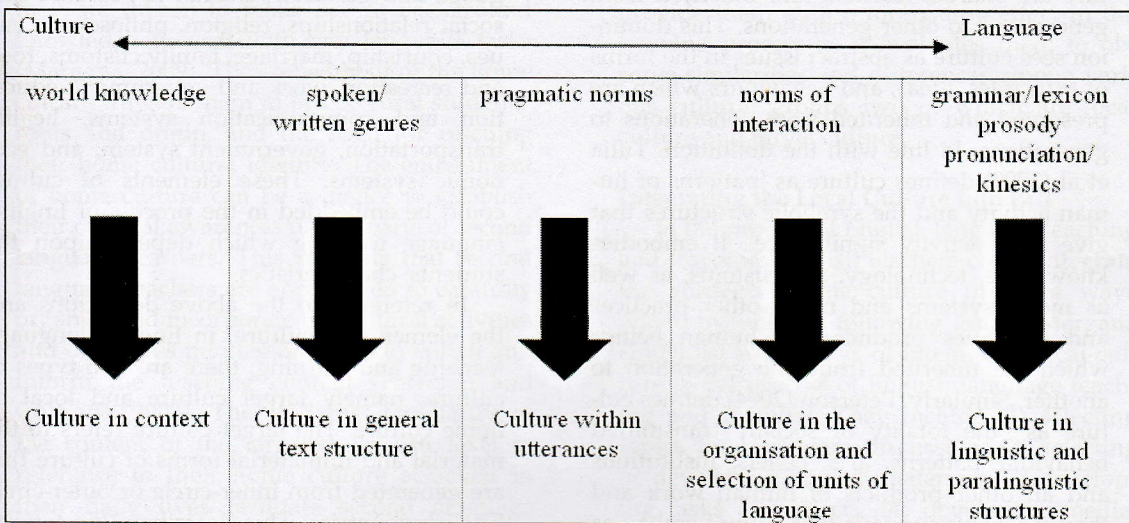 Culture Language
world knowledge
spoken/
written genres
pragmatic norms
norms of
interaction
grammar/lexicon
prosody
pronunciation/
kinesics
Culture in context
Culture in general
text structure
Culture within
utterances
Culture in the
organisation and
selection of units of
language
Culture in
linguistic and
paralinguistic
structures